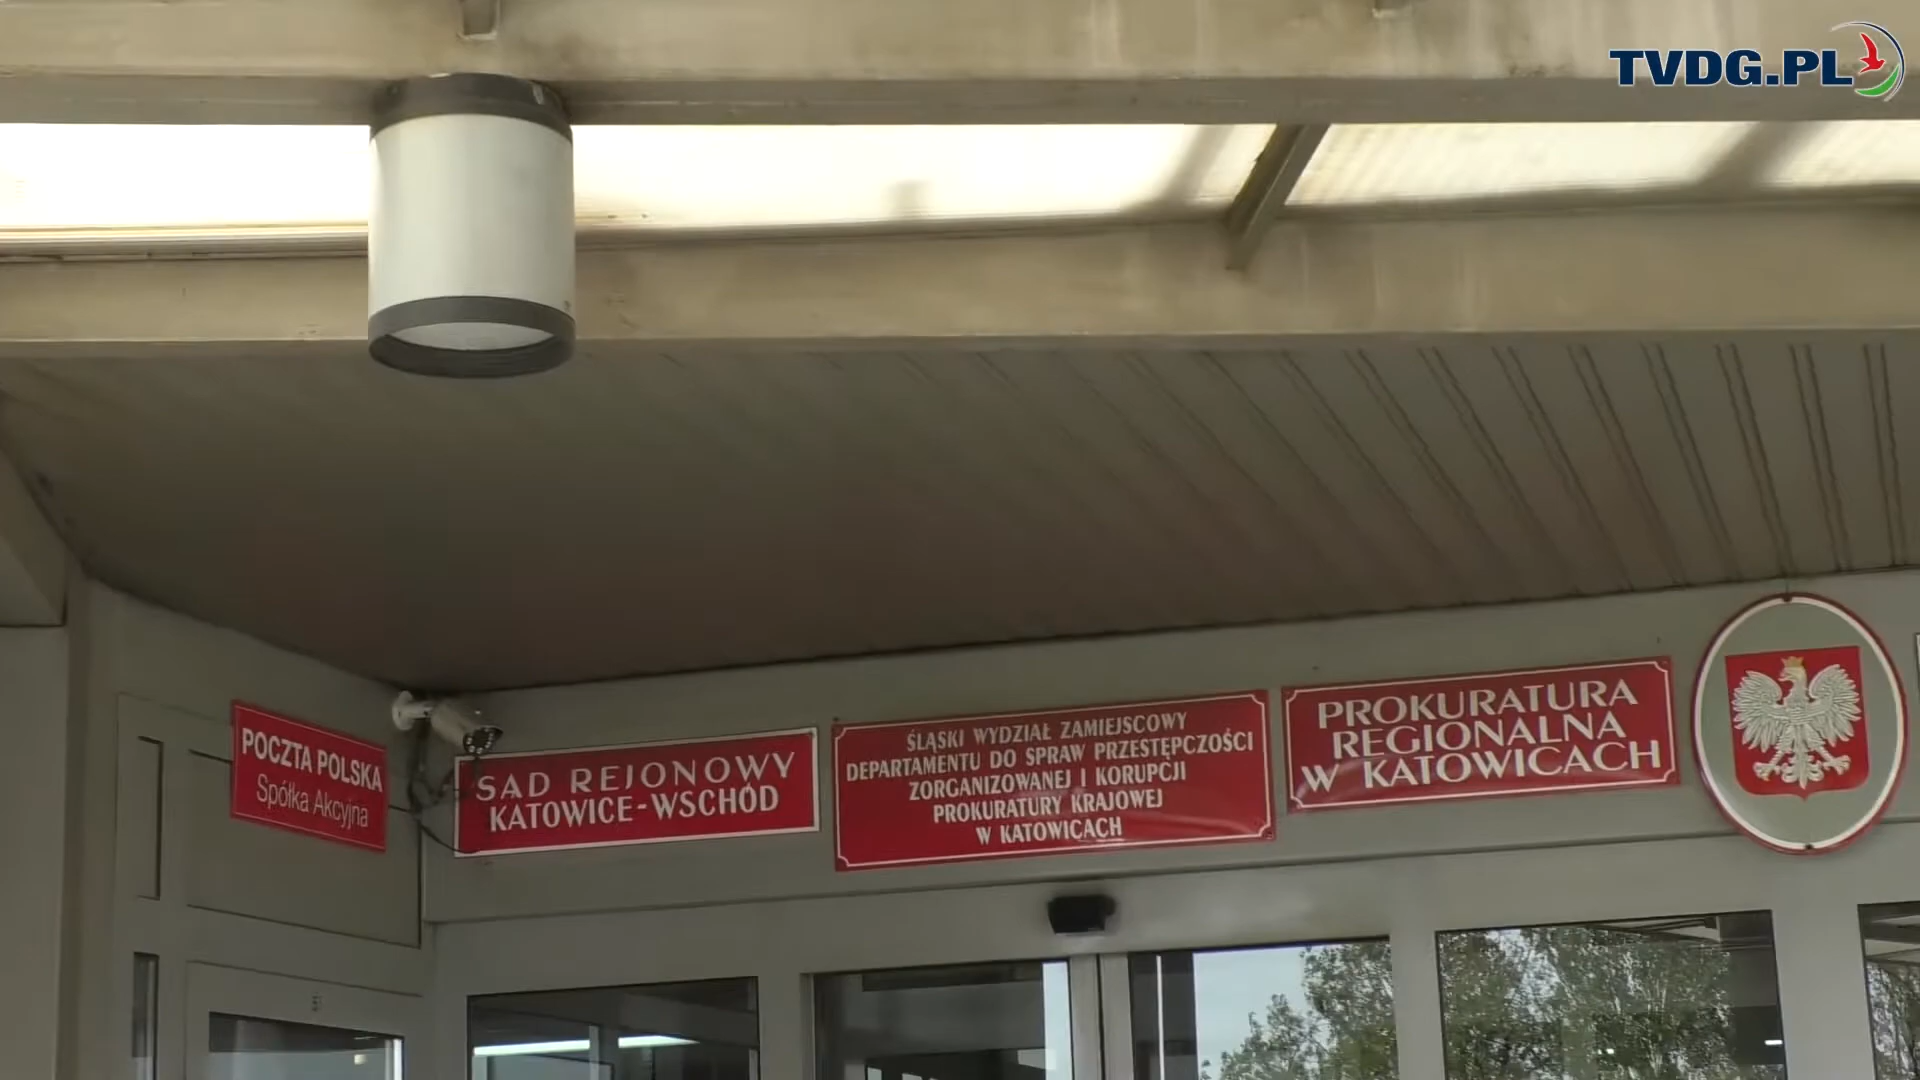 TVDG.PL
POCZTA POLSKA
Spółka Akcyjna
SĄD REJONOWY
KATOWICE-WSCHÓD
ŚLĄSKI WYDZIAŁ ZAMIEJSCOWY
DEPARTAMENTU DO SPRAW PRZESTĘPCZOŚCI
ZORGANIZOWANEJ I KORUPCJI
PROKURATURY KRAJOWEJ
W KATOWICACH
PROKURATURA
REGIONALNA
W KATOWICACH